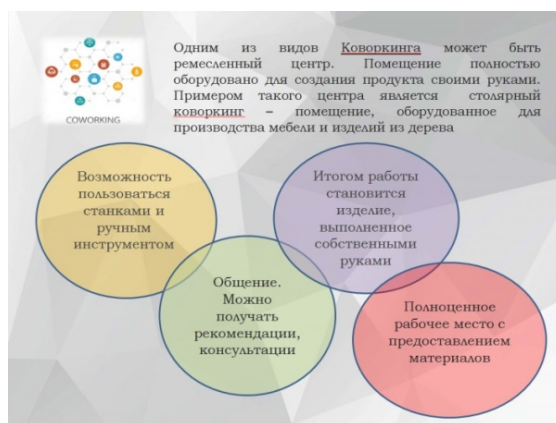 Одним из видов Коворкинга может быть
ремесленный центр. Помещение полностью
оборудовано для создания продукта своими руками.
Примером такого центра является столярный
коворкинг – помещение, оборудованное для
производства мебели и изделий из дерева
COWORKING
Возможность
пользоваться
станками и
ручным
инструментом
Итогом работы
становится
изделие,
выполненное
собственными
руками
Общение.
Можно
получать
рекомендации,
консультации
Полноценное
рабочее место с
предоставлением
материалов